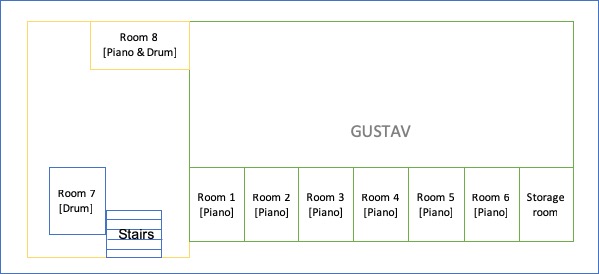 Room 8
[Piano & Drum]
GUSTAV
Room 7
[Drum]
Stairs
Room 1
[Piano]
Room 2
[Piano]
Room 3
[Piano]
Room 4
[Piano]
Room 5
[Piano]
Room 6
[Piano]
Storage
room